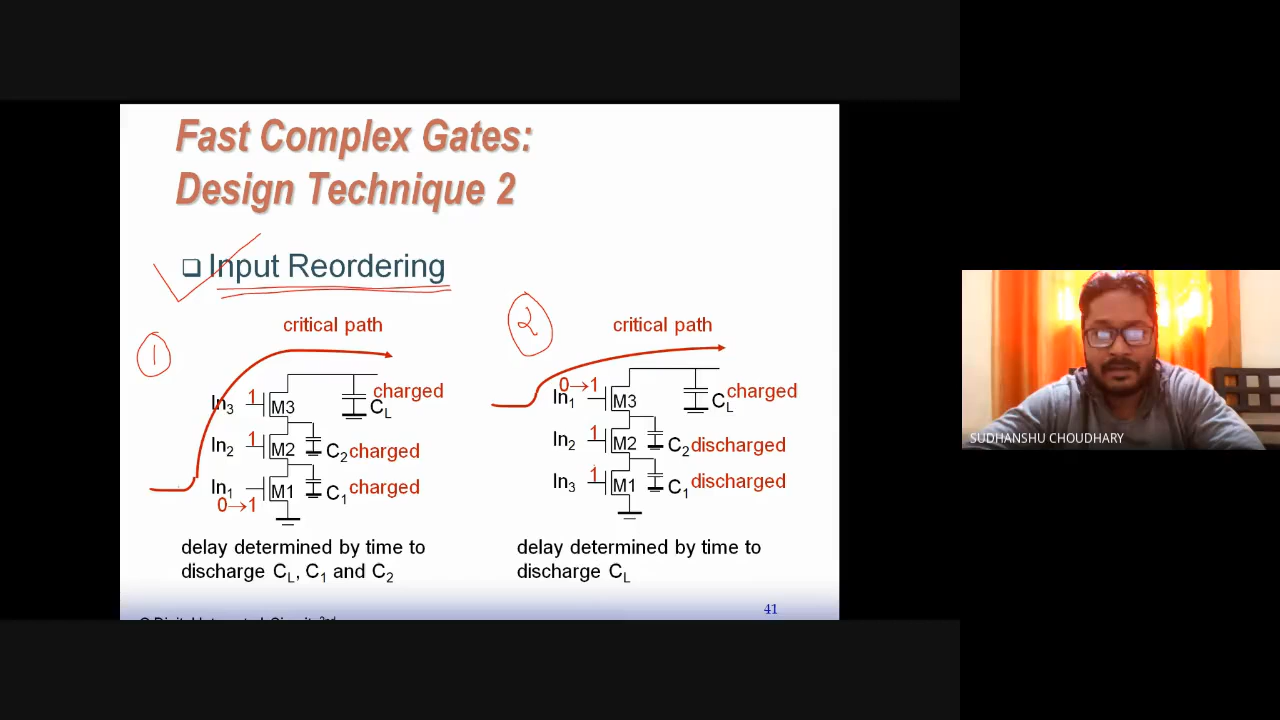 Fast Complex Gates:
Design Technique 2
❑ Input Reordering
1
critical path
In3 1 M3
CL charged
In2 1 M2
C2 charged
In1 M1
0→1
C1 charged
delay determined by time to
discharge CL, C1 and C2
2
critical path
0→1
In1 M3
CL charged
In2 1 M2
C2 discharged
In3 1 M1
C1 discharged
delay determined by time to
discharge CL
41
SUDHANSHU CHOUDHARY